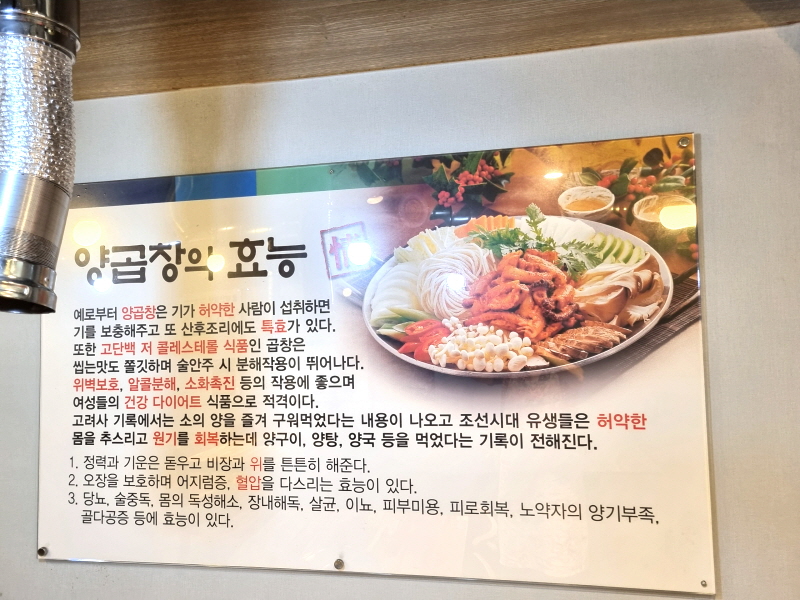 양곱창의 효능
예로부터 양곱창은 기가 허약한 사람이 섭취하면
기를 보충해주고 또 산후조리에도 특효가 있다.
또한 고단백 저 콜레스테롤 식품인 곱창은
씹는맛도 쫄깃하며 술안주 시 분해작용이 뛰어나다.
위벽보호, 알콜분해, 소화촉진 등의 작용에 좋으며
여성들의 건강 다이어트 식품으로 적격이다.
고려사 기록에서는 소의 양을 즐겨 구워먹었다는 내용이 나오고 조선시대 유생들은 허약한
몸을 추스리고 원기를 회복하는데 양구이, 양탕, 양국 등을 먹었다는 기록이 전해진다.
1. 정력과 기운은 돋우고 비장과 위를 튼튼히 해준다.
2. 오장을 보호하며 어지럼증, 혈압을 다스리는 효능이 있다.
3. 당뇨, 술중독, 몸의 독성해소, 장내해독, 살균, 이뇨, 피부미용, 피로회복, 노약자의 양기부족,
골다공증 등에 효능이 있다.